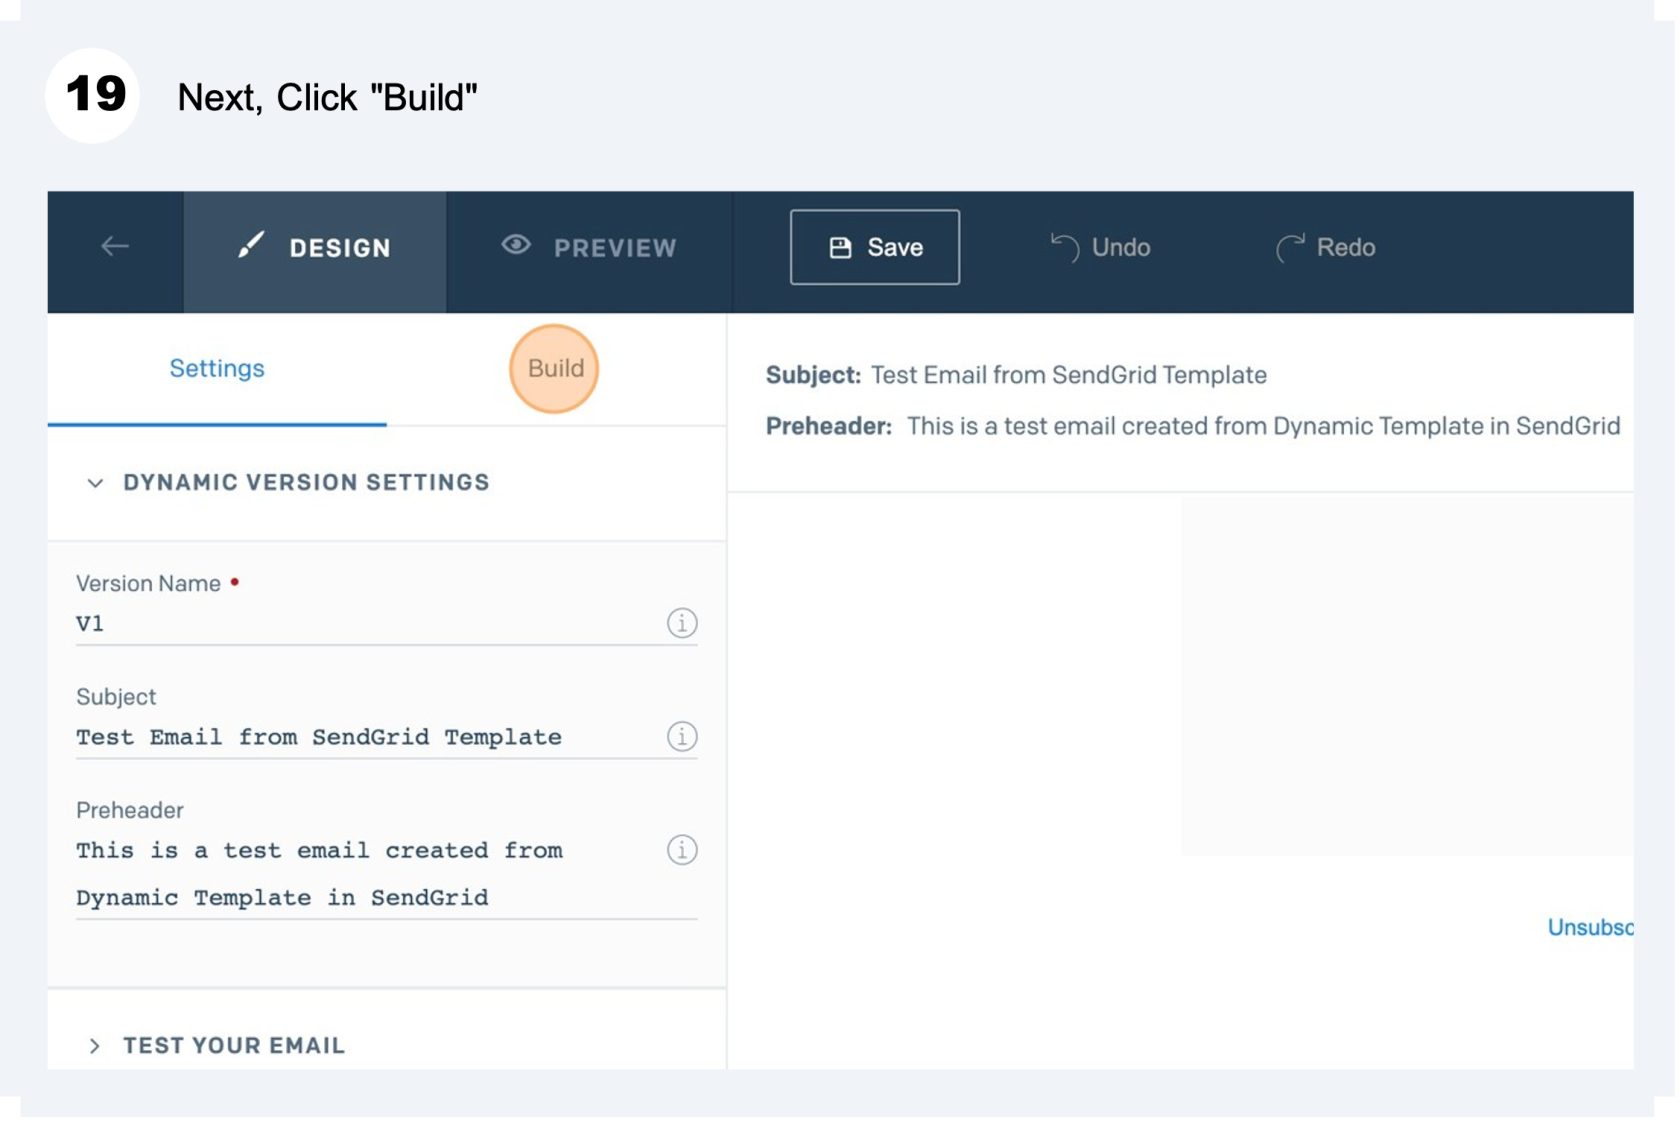 19 Next, Click "Build"
DESIGN PREVIEW Save Undo Redo
Settings Build
Subject: Test Email from SendGrid Template
Preheader: This is a test email created from Dynamic Template in SendGrid
DYNAMIC VERSION SETTINGS
Version Name •
V1
Subject
Test Email from SendGrid Template
Preheader
This is a test email created from
Dynamic Template in SendGrid
Unsubsc
TEST YOUR EMAIL